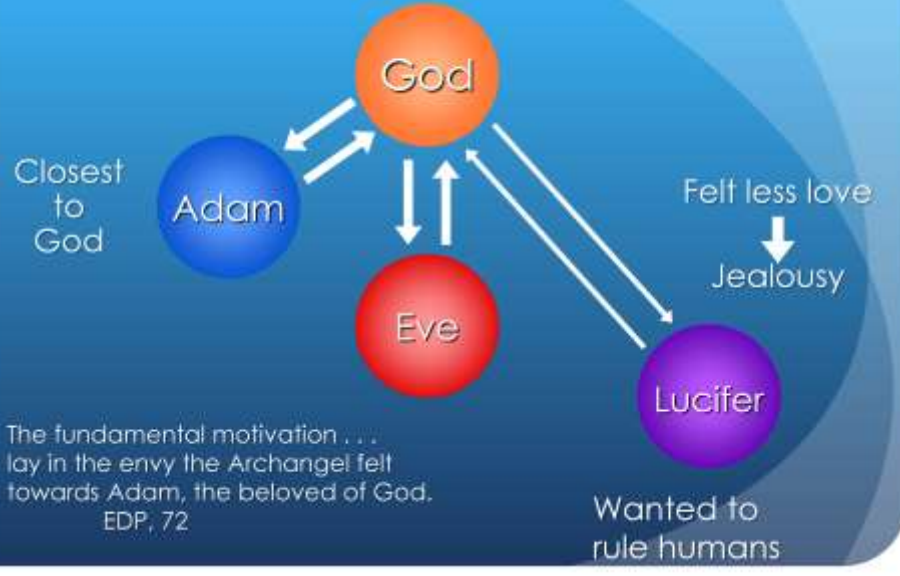 God
Closest
to
God
Adam
Eve
Felt less love
Jealousy
Lucifer
The fundamental motivation . . .
lay in the envy the Archangel felt
towards Adam, the beloved of God.
EDP, 72
Wanted to
rule humans